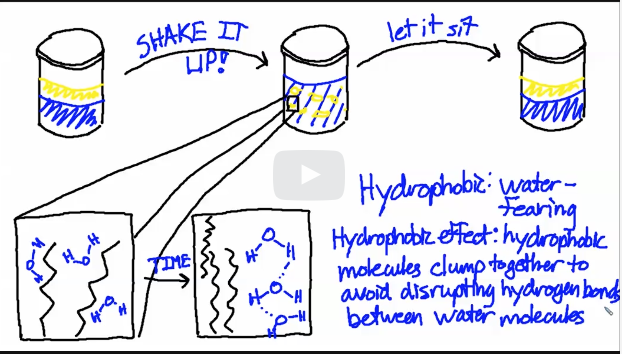 SHAKE IT
UP!
let it sit
Hydrophobic: water-
fearing
Hydrophobic effect: hydrophobic
molecules clump together to
avoid disrupting hydrogen bonds
between water molecules
TIME
H
O
H
H
O
H
O
H
H
O
H
H
O
H
H
O
H
H